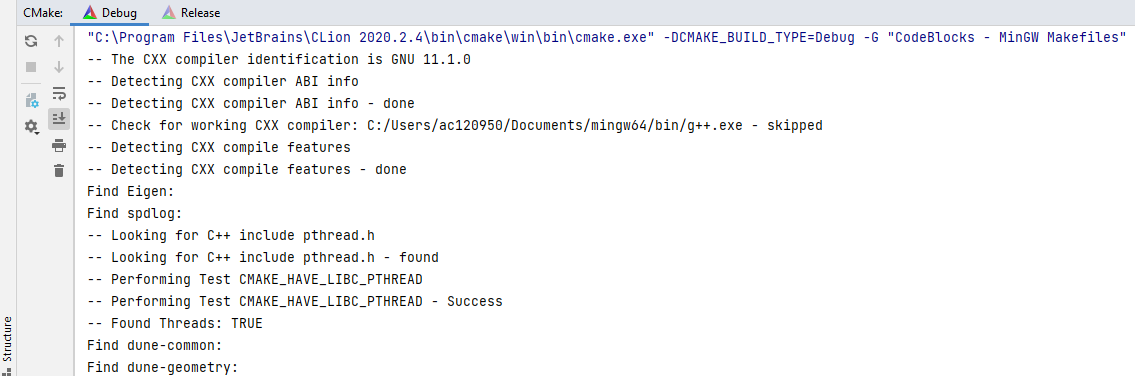 CMake: Debug Release
"C:\Program Files\JetBrains\CLion 2020.2.4\bin\cmake\win\bin\cmake.exe" -DCMAKE_BUILD_TYPE=Debug -G "CodeBlocks - MinGW Makefiles"
-- The CXX compiler identification is GNU 11.1.0
-- Detecting CXX compiler ABI info
-- Detecting CXX compiler ABI info - done
-- Check for working CXX compiler: C:/Users/ac120950/Documents/mingw64/bin/g++.exe - skipped
-- Detecting CXX compile features
-- Detecting CXX compile features - done
Find Eigen:
Find spdlog:
-- Looking for C++ include pthread.h
-- Looking for C++ include pthread.h - found
-- Performing Test CMAKE_HAVE_LIBC_PTHREAD
-- Performing Test CMAKE_HAVE_LIBC_PTHREAD - Success
-- Found Threads: TRUE
Find dune-common:
Find dune-geometry:
Structure